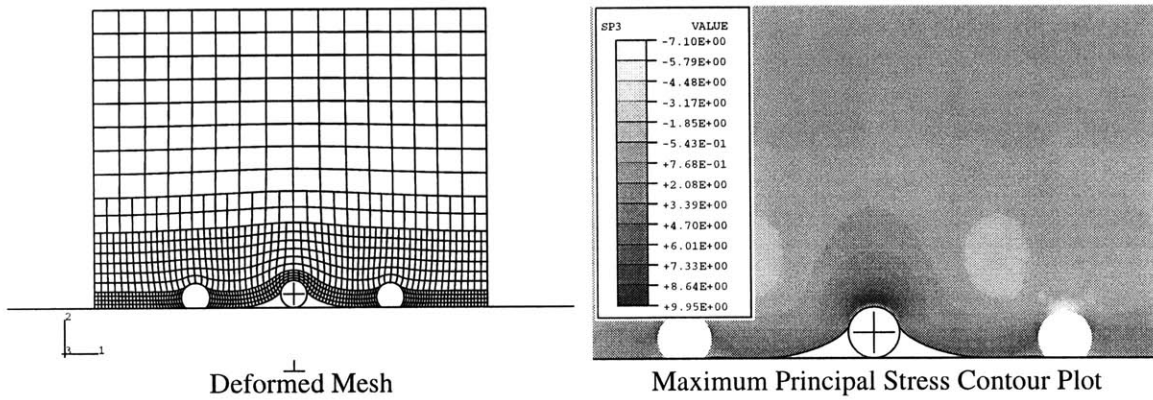 SP3 VALUE
-7.10E+00
-5.79E+00
-4.48E+00
-3.17E+00
-1.85E+00
-5.43E-01
+7.68E-01
+2.08E+00
+3.39E+00
+4.70E+00
+6.01E+00
+7.33E+00
+8.64E+00
+9.95E+00
2
3 1
Deformed Mesh
Maximum Principal Stress Contour Plot